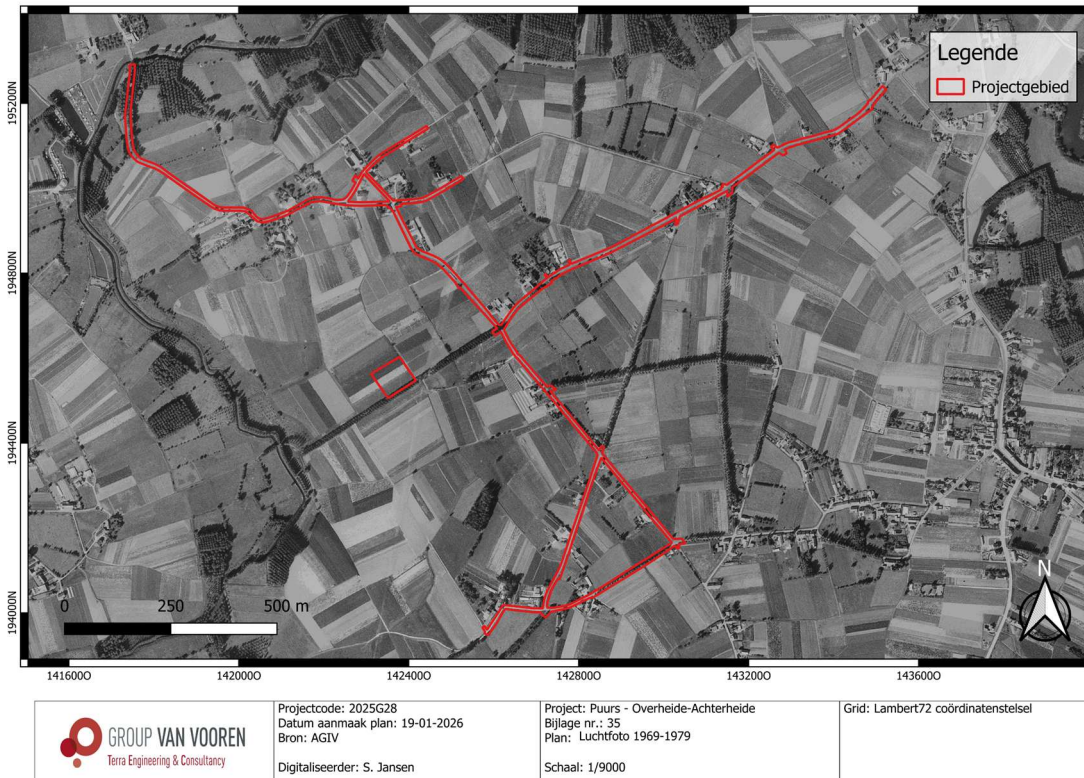 Legende
Projectgebied
195200N
194800N
194400N
194000N
N
0 250 500 m
141600O 142000O 142400O 142800O 143200O 143600O
GROUP VAN VOOREN
Terra Engineering & Consultancy
Projectcode: 2025G28
Datum aanmaak plan: 19-01-2026
Bron: AGIV
Digitaliseerder: S. Jansen
Project: Puurs - Overheide-Achterheide
Bijlage nr.: 35
Plan: Luchtfoto 1969-1979
Schaal: 1/9000
Grid: Lambert72 coördinatenstelsel